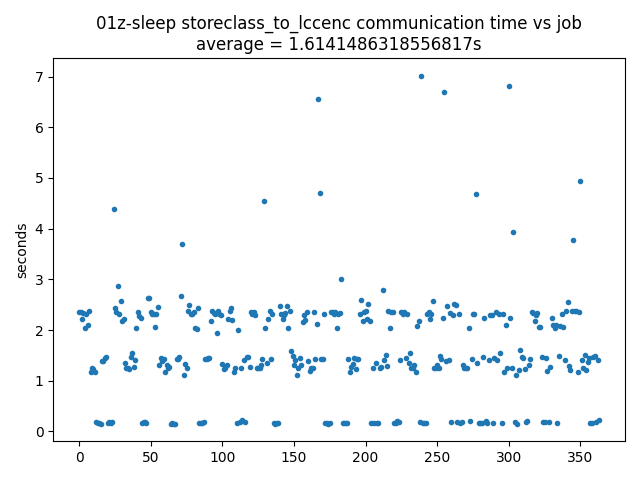 01z-sleep storeclass_to_lccenc communication time vs job
average = 1.6141486318556817s
7
6
5
4
3
2
1
0
seconds
0 50 100 150 200 250 300 350